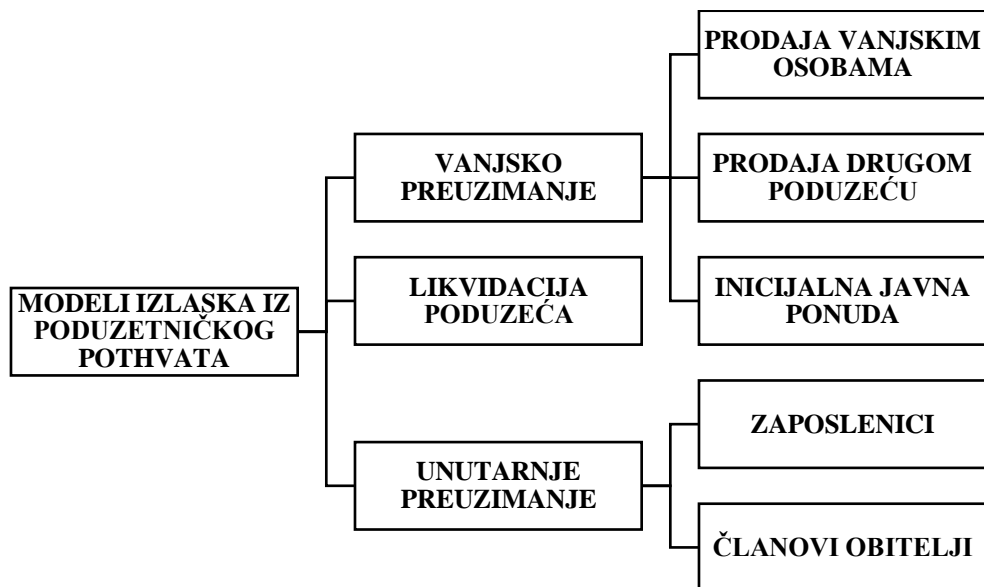 MODELI IZLASKA IZ
PODUZETNIČKOG
POTHVATA
VANJSKO
PREUZIMANJE
PRODAJA VANJSKIM
OSOBAMA
PRODAJA DRUGOM
PODUZEĆU
INICIJALNA JAVNA
PONUDA
LIKVIDACIJA
PODUZEĆA
UNUTARNJE
PREUZIMANJE
ZAPOSLENICI
ČLANOVI OBITELJI